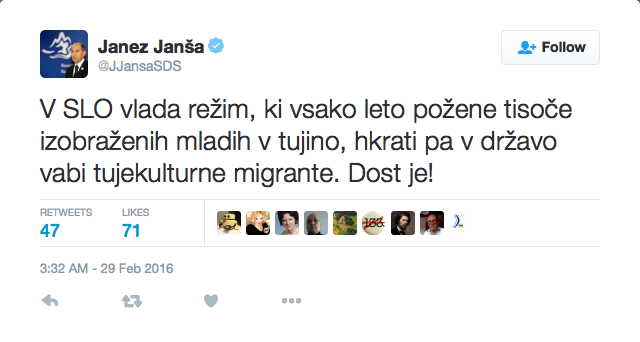 Janez Janša
@JJansaSDS
Follow
V SLO vlada režim, ki vsako leto požene tisoče
izobraženih mladih v tujino, hkrati pa v državo
vabi tujekulturne migrante. Dost je!
RETWEETS
47
LIKES
71
3:32 AM - 29 Feb 2016